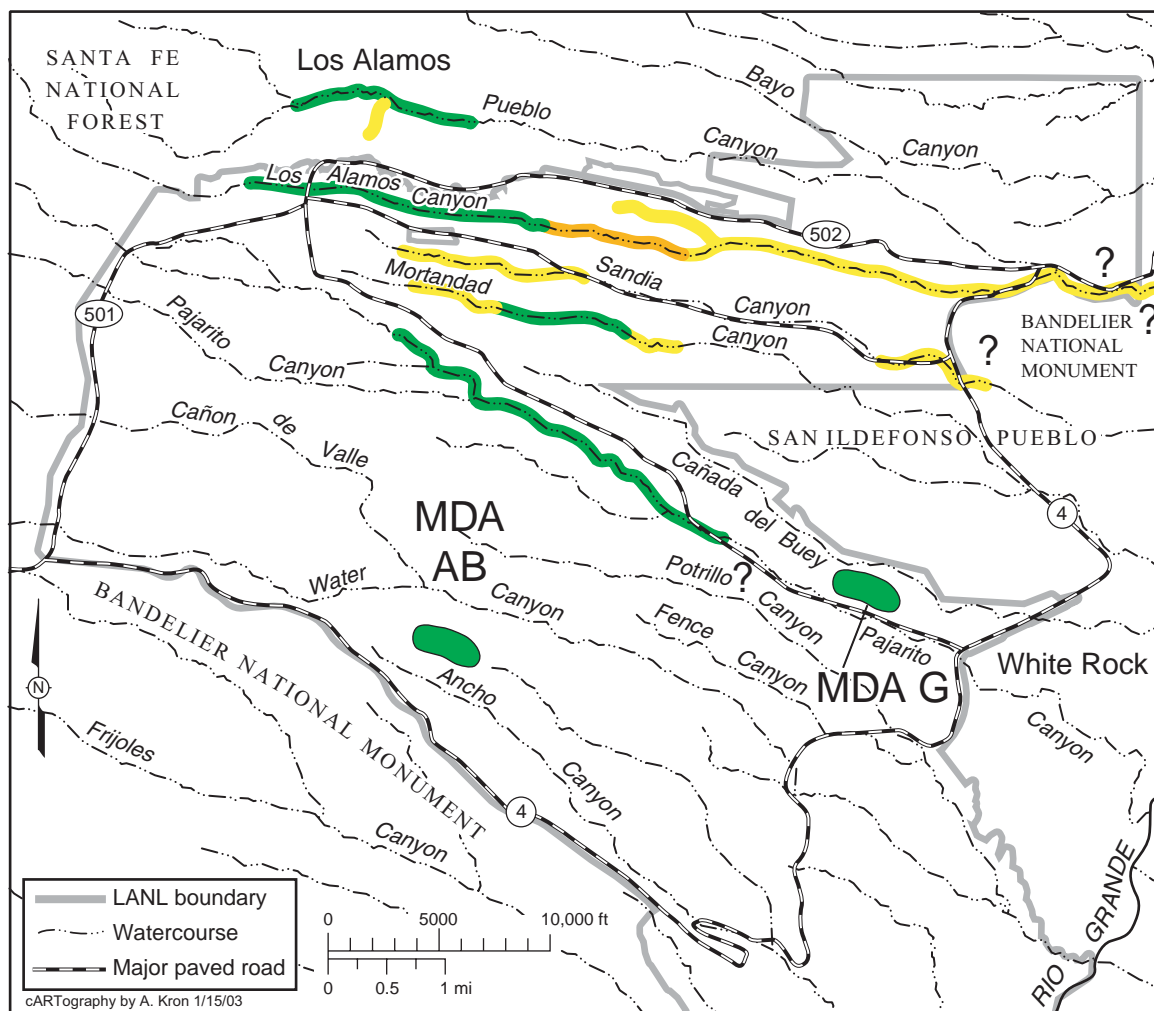 SANTA FE
NATIONAL
FOREST
Los Alamos
Pueblo
Bayo
Canyon
Canyon
Canyon
Los Alamos
Canyon
502
501
Sandia
Canyon
Mortandad
Canyon
?
?
?
BANDELIER
NATIONAL
MONUMENT
Pajarito
Canyon
Cañon de Valle
SAN ILDEFONSO PUEBLO
Cañada del Buey
4
MDA
AB
Water
Canyon
Potrillo
?
Canyon
Fence
Canyon
Pajarito
MDA G
White Rock
Canyon
BANDELIER NATIONAL MONUMENT
Ancho
Canyon
N
Frijoles
Canyon
4
RIO GRANDE
LANL boundary
Watercourse
Major paved road
0 5000 10,000 ft
0 0.5 1 mi
cARTography by A. Kron 1/15/03